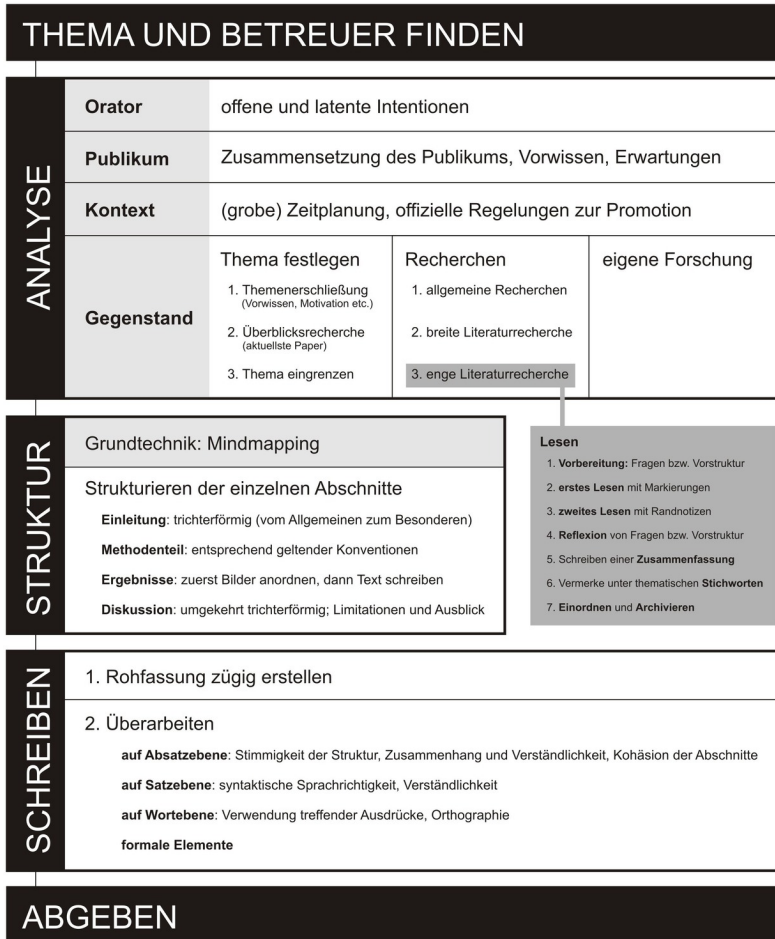 THEMA UND BETREUER FINDEN
ANALYSE
Orator
offene und latente Intentionen
Publikum
Zusammensetzung des Publikums, Vorwissen, Erwartungen
Kontext
(grobe) Zeitplanung, offizielle Regelungen zur Promotion
Gegenstand
Thema festlegen
1. Themenerschließung
(Vorwissen, Motivation etc.)
2. Überblicksrecherche
(aktuellste Paper)
3. Thema eingrenzen
Recherchen
1. allgemeine Recherchen
2. breite Literaturrecherche
3. enge Literaturrecherche
eigene Forschung
STRUKTUR
Grundtechnik: Mindmapping
Strukturieren der einzelnen Abschnitte
Einleitung: trichterförmig (vom Allgemeinen zum Besonderen)
Methodenteil: entsprechend geltender Konventionen
Ergebnisse: zuerst Bilder anordnen, dann Text schreiben
Diskussion: umgekehrt trichterförmig; Limitationen und Ausblick
Lesen
1. Vorbereitung: Fragen bzw. Vorstruktur
2. erstes Lesen mit Markierungen
3. zweites Lesen mit Randnotizen
4. Reflexion von Fragen bzw. Vorstruktur
5. Schreiben einer Zusammenfassung
6. Vermerke unter thematischen Stichworten
7. Einordnen und Archivieren
SCHREIBEN
1. Rohfassung zügig erstellen
2. Überarbeiten
auf Absatzebene: Stimmigkeit der Struktur, Zusammenhang und Verständlichkeit, Kohäsion der Abschnitte
auf Satzebene: syntaktische Sprachrichtigkeit, Verständlichkeit
auf Wortebene: Verwendung treffender Ausdrücke, Orthographie
formale Elemente
ABGEBEN